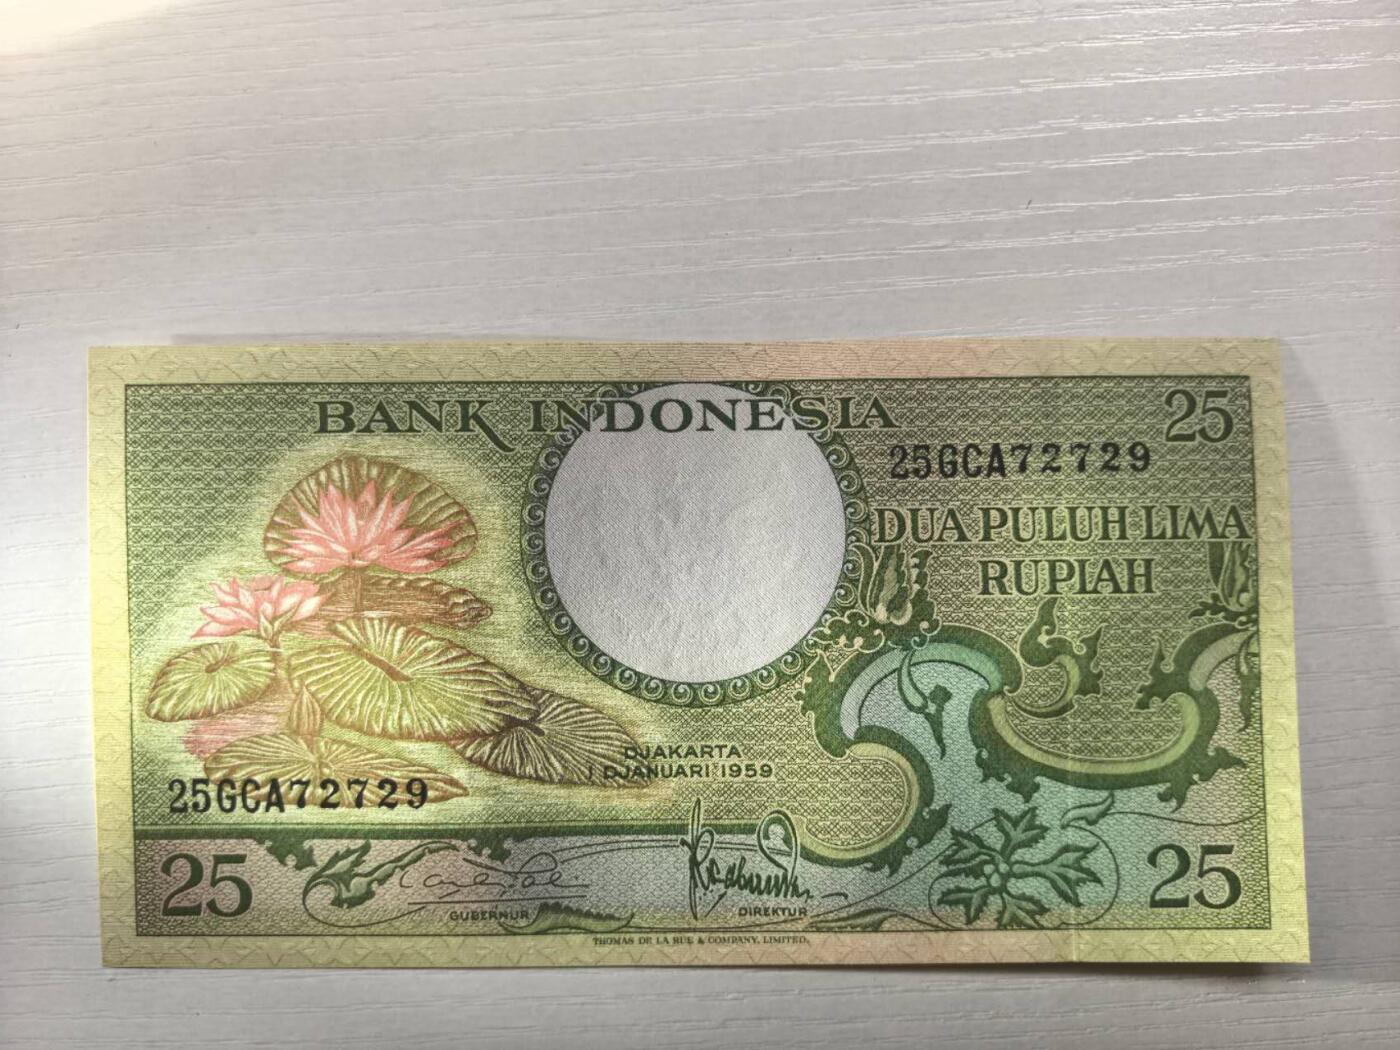 BANK INDONESIA
25
25GCA72729
DUA PULUH LIMA
RUPIAH
DJAKARTA
1 DJANUARI 1959
25GCA72729
25
GUBERNUR
DIREKTUR
25
THOMAS DE LA RUE & COMPANY, LIMITED.